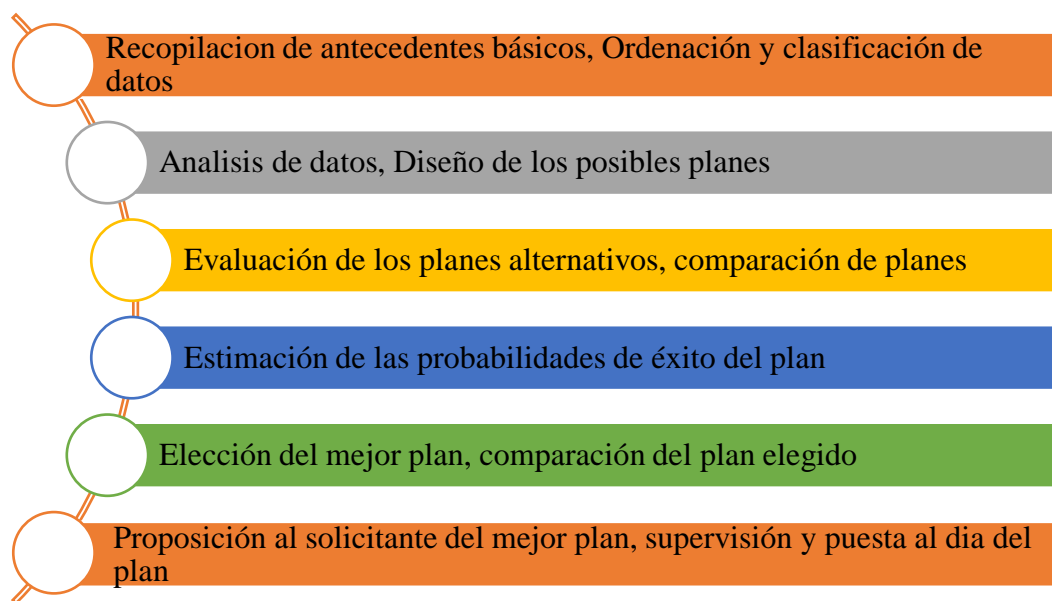 Recopilacion de antecedentes básicos, Ordenación y clasificación de
datos
Analisis de datos, Diseño de los posibles planes
Evaluación de los planes alternativos, comparación de planes
Estimación de las probabilidades de éxito del plan
Elección del mejor plan, comparación del plan elegido
Proposición al solicitante del mejor plan, supervisión y puesta al dia del
plan